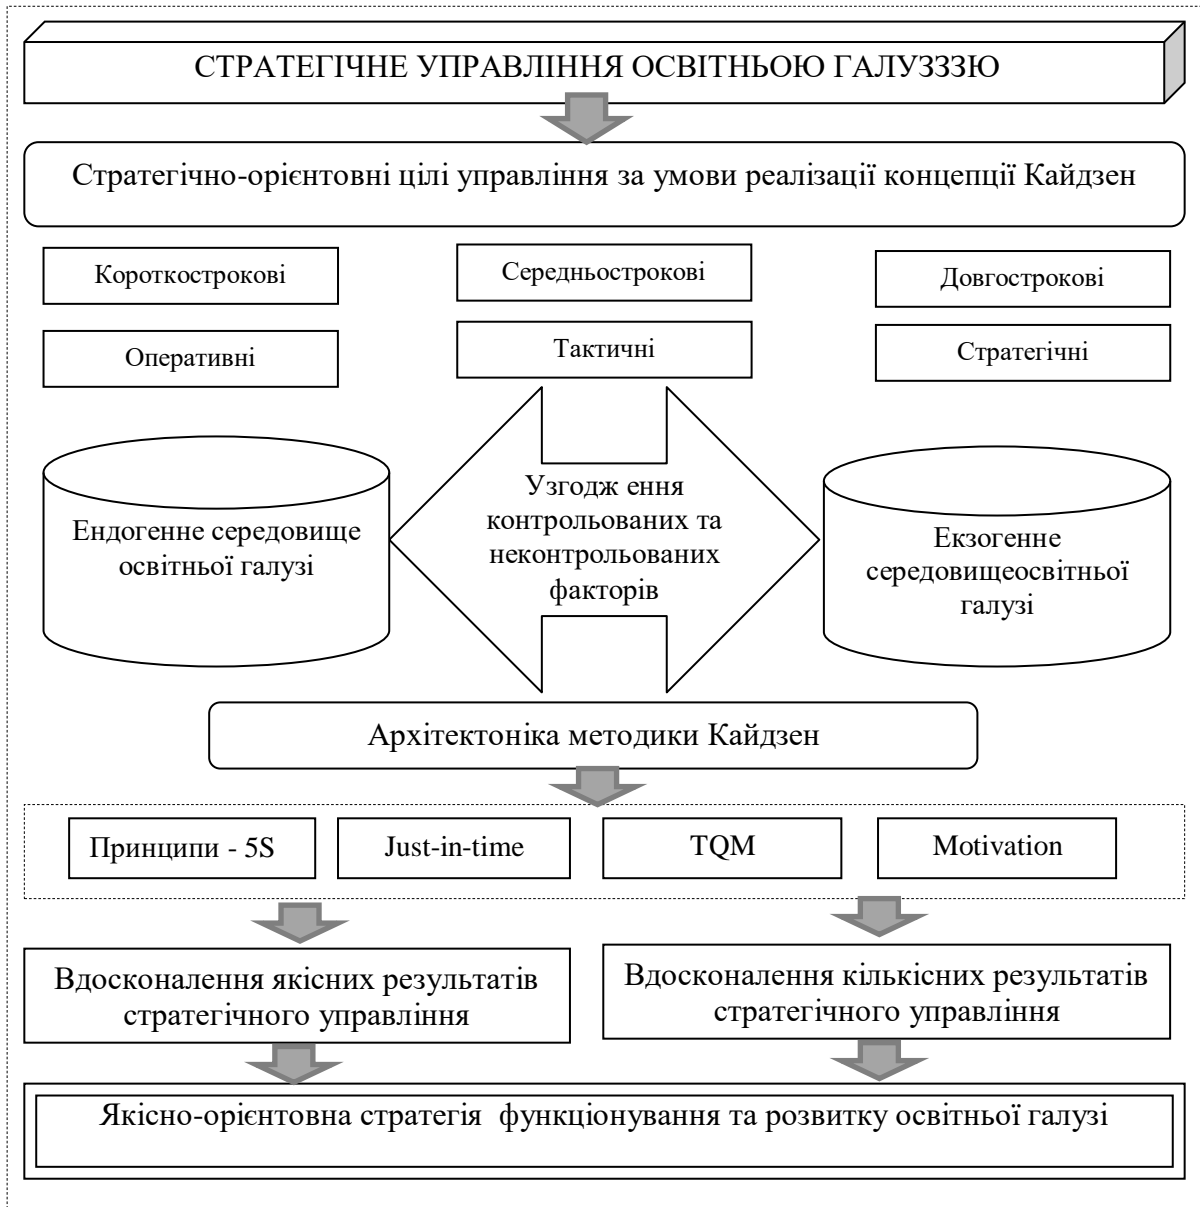 СТРАТЕГІЧНЕ УПРАВЛІННЯ ОСВІТНЬОЮ ГАЛУЗЗЗЮ
Стратегічно-орієнтовні цілі управління за умови реалізації концепції Кайдзен
Короткострокові
Середньострокові
Довгострокові
Оперативні
Тактичні
Стратегічні
Ендогенне середовище
освітньої галузі
Узгодж ення
контрольованих та
неконтрольованих
факторів
Екзогенне
середовищеосвітньої
галузі
Архітектоніка методики Кайдзен
Принципи - 5S
Just-in-time
TQM
Motivation
Вдосконалення якісних результатів
стратегічного управління
Вдосконалення кількісних результатів
стратегічного управління
Якісно-орієнтовна стратегія  функціонування та розвитку освітньої галузі